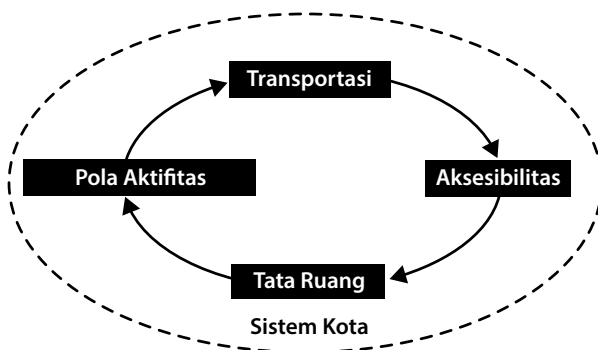 Transportasi
Pola Aktifitas
Aksesibilitas
Tata Ruang
Sistem Kota